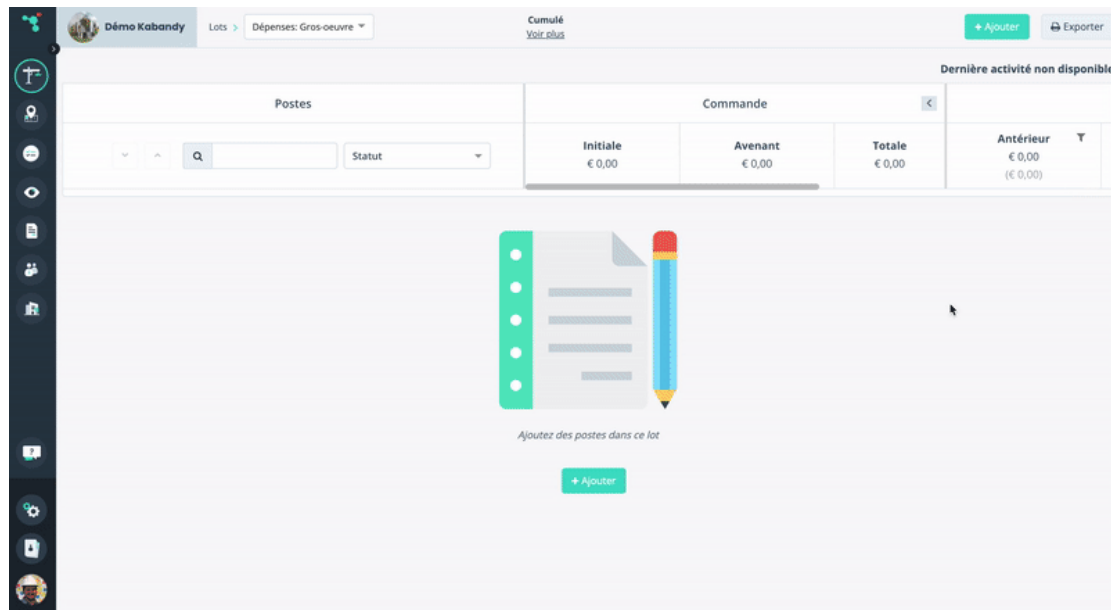 Démo Kabandy
Lots > Dépenses: Gros-oeuvre
Cumulé
Voir plus
+ Ajouter
Exporter
Dernière activité non disponible
Postes
Commande
Statut
Initiale
€ 0,00
Avenant
€ 0,00
Totale
€ 0,00
Antérieur
€ 0,00
(€ 0,00)
Ajoutez des postes dans ce lot
+ Ajouter